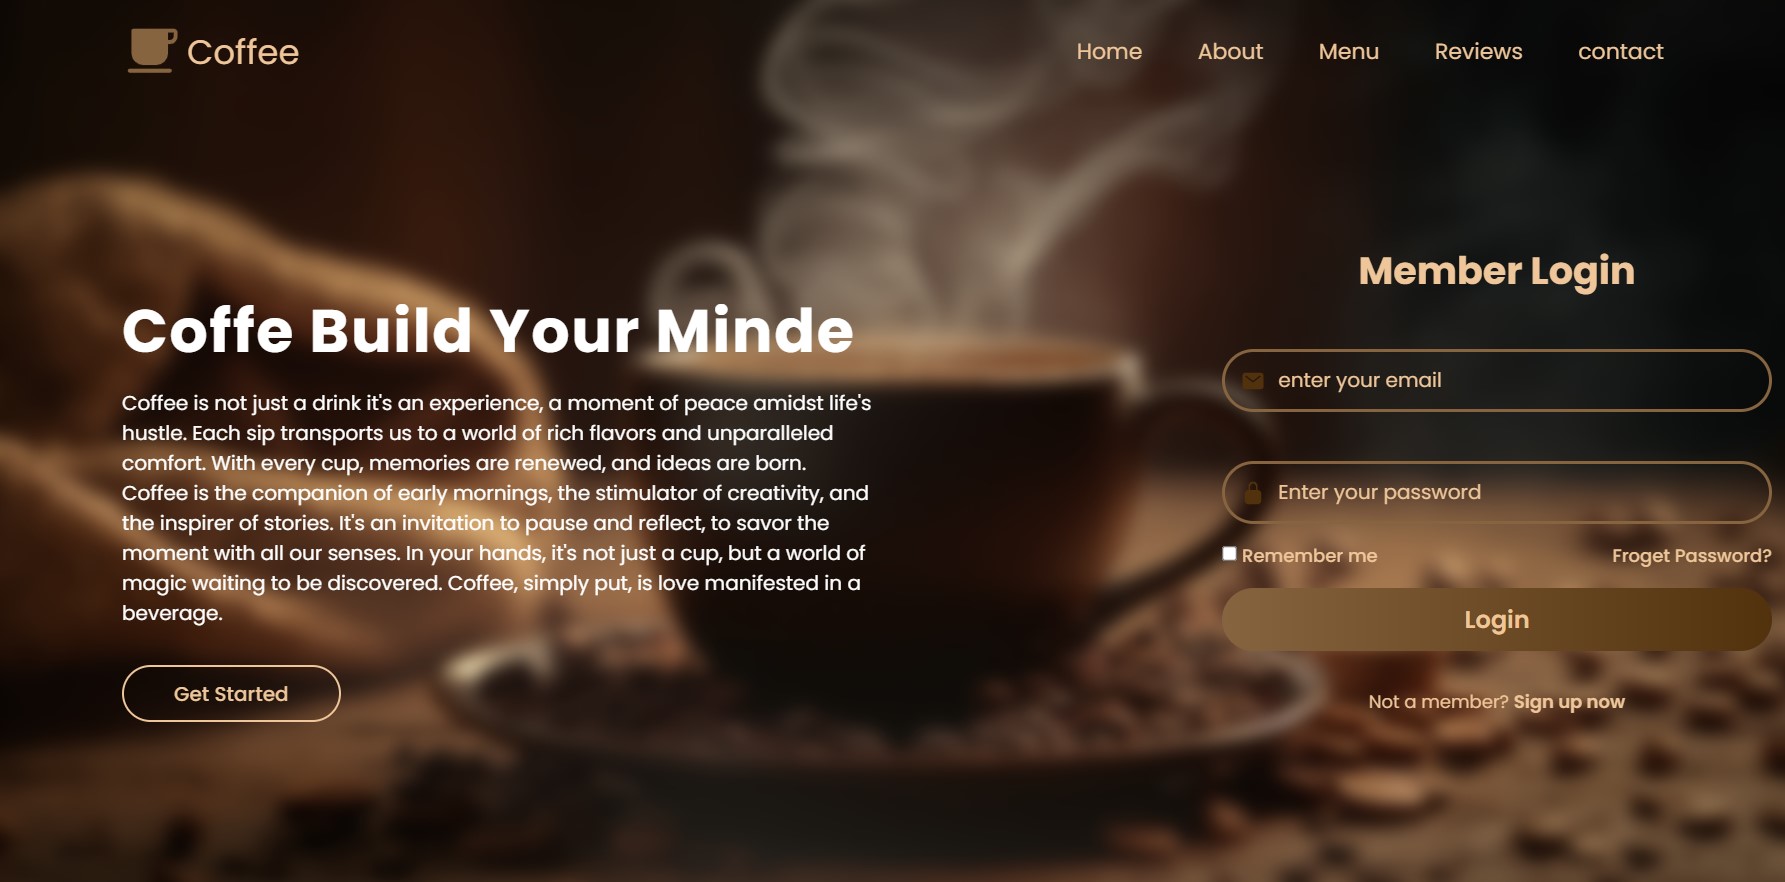 Coffee
Home
About
Menu
Reviews
contact
Coffe Build Your Minde
Coffee is not just a drink it's an experience, a moment of peace amidst life's
hustle. Each sip transports us to a world of rich flavors and unparalleled
comfort. With every cup, memories are renewed, and ideas are born.
Coffee is the companion of early mornings, the stimulator of creativity, and
the inspirer of stories. It's an invitation to pause and reflect, to savor the
moment with all our senses. In your hands, it's not just a cup, but a world of
magic waiting to be discovered. Coffee, simply put, is love manifested in a
beverage.
Get Started
Member Login
enter your email
Enter your password
Remember me
Froget Password?
Login
Not a member? Sign up now